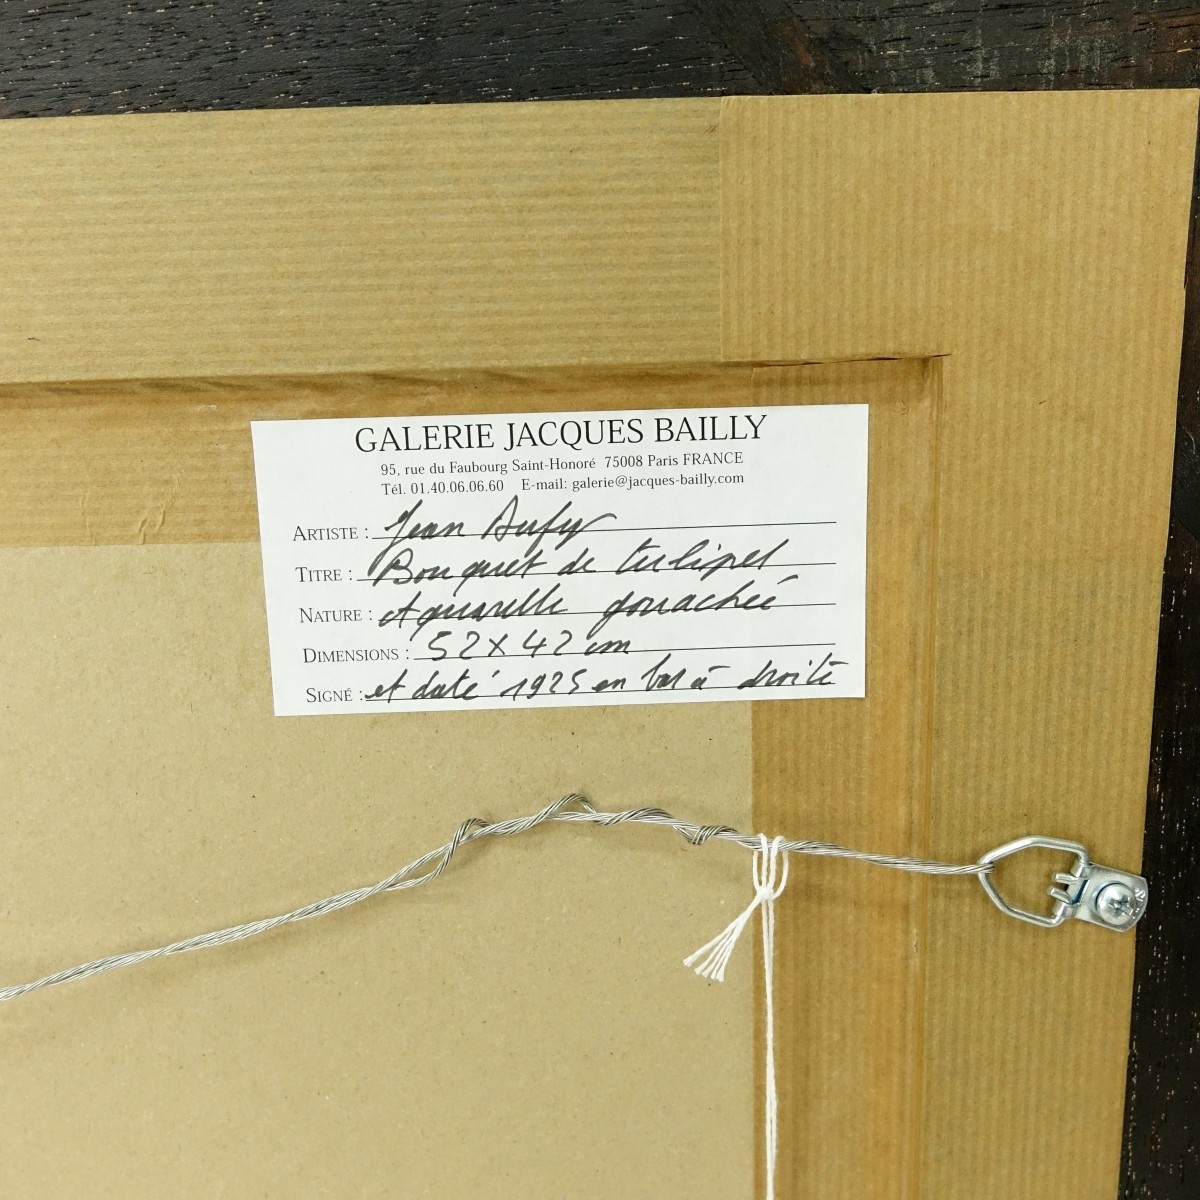 GALERIE JACQUES BAILLY
95, rue du Faubourg Saint-Honoré 75008 Paris FRANCE
Tél. 01.40.06.06.60 E-mail: galerie@jacques-bailly.com
ARTISTE : Jean Dufy
TITRE : Bouquet de tulipes
NATURE : Aquarelle gouachée
DIMENSIONS : 52 x 42 cm
SIGNÉ : et daté 1925 en bas à droite